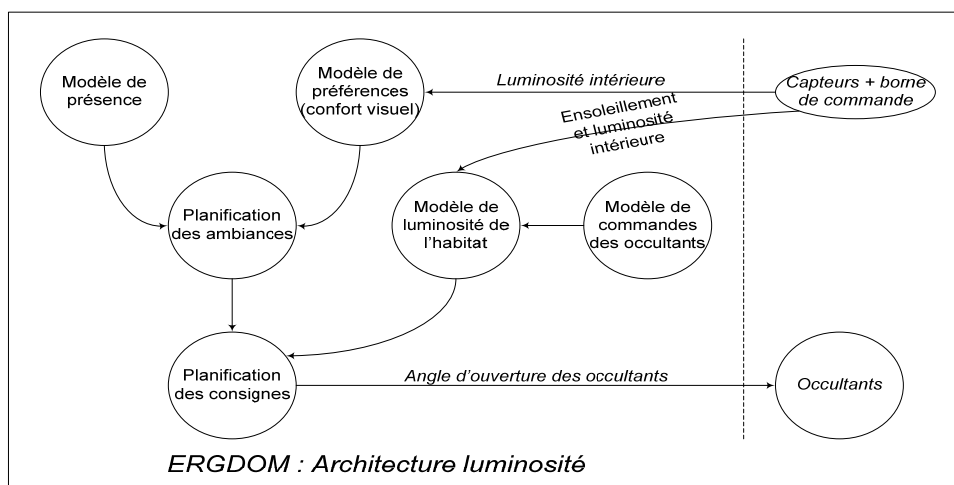 Modèle de
présence
Modèle de
préférences
(confort visuel)
Luminosité intérieure
Capteurs + borne
de commande
Ensoleillement
et luminosité
intérieure
Planification
des ambiances
Modèle de
luminosité de
l'habitat
Modèle de
commandes
des occultants
Planification
des consignes
Angle d'ouverture des occultants
Occultants
ERGDOM : Architecture luminosité